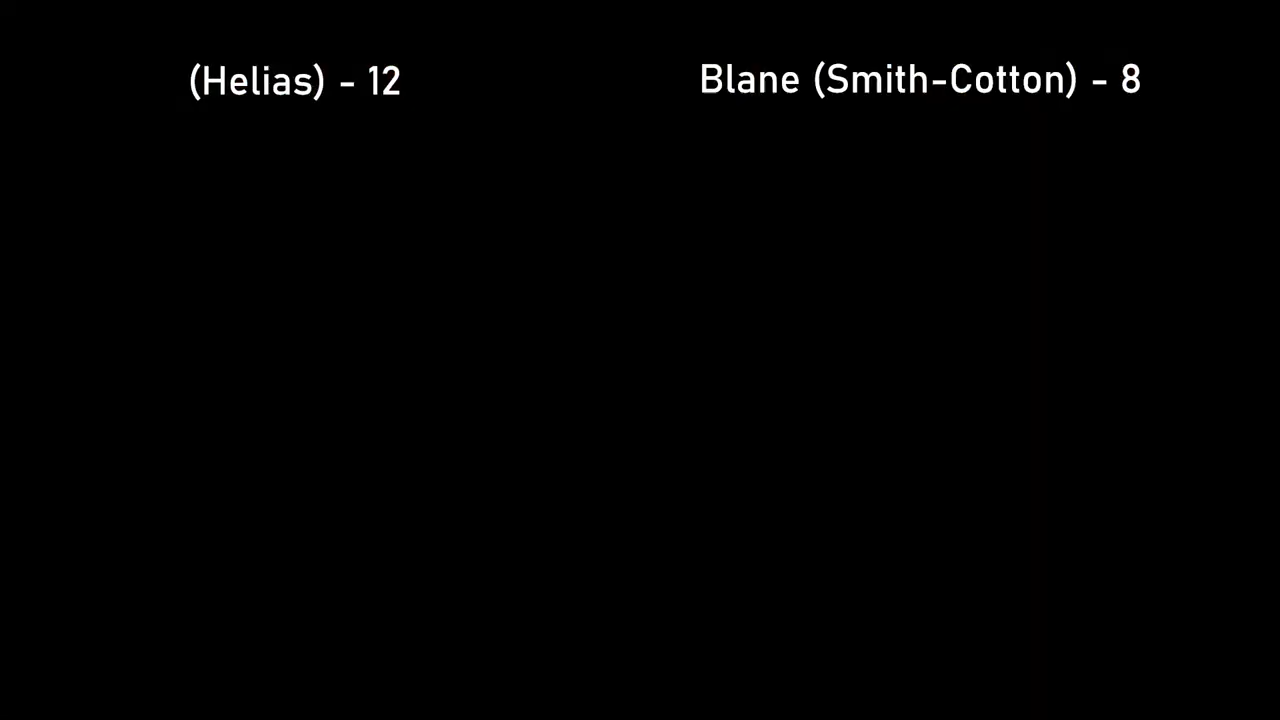 (Helias) - 12
Blane (Smith-Cotton) - 8